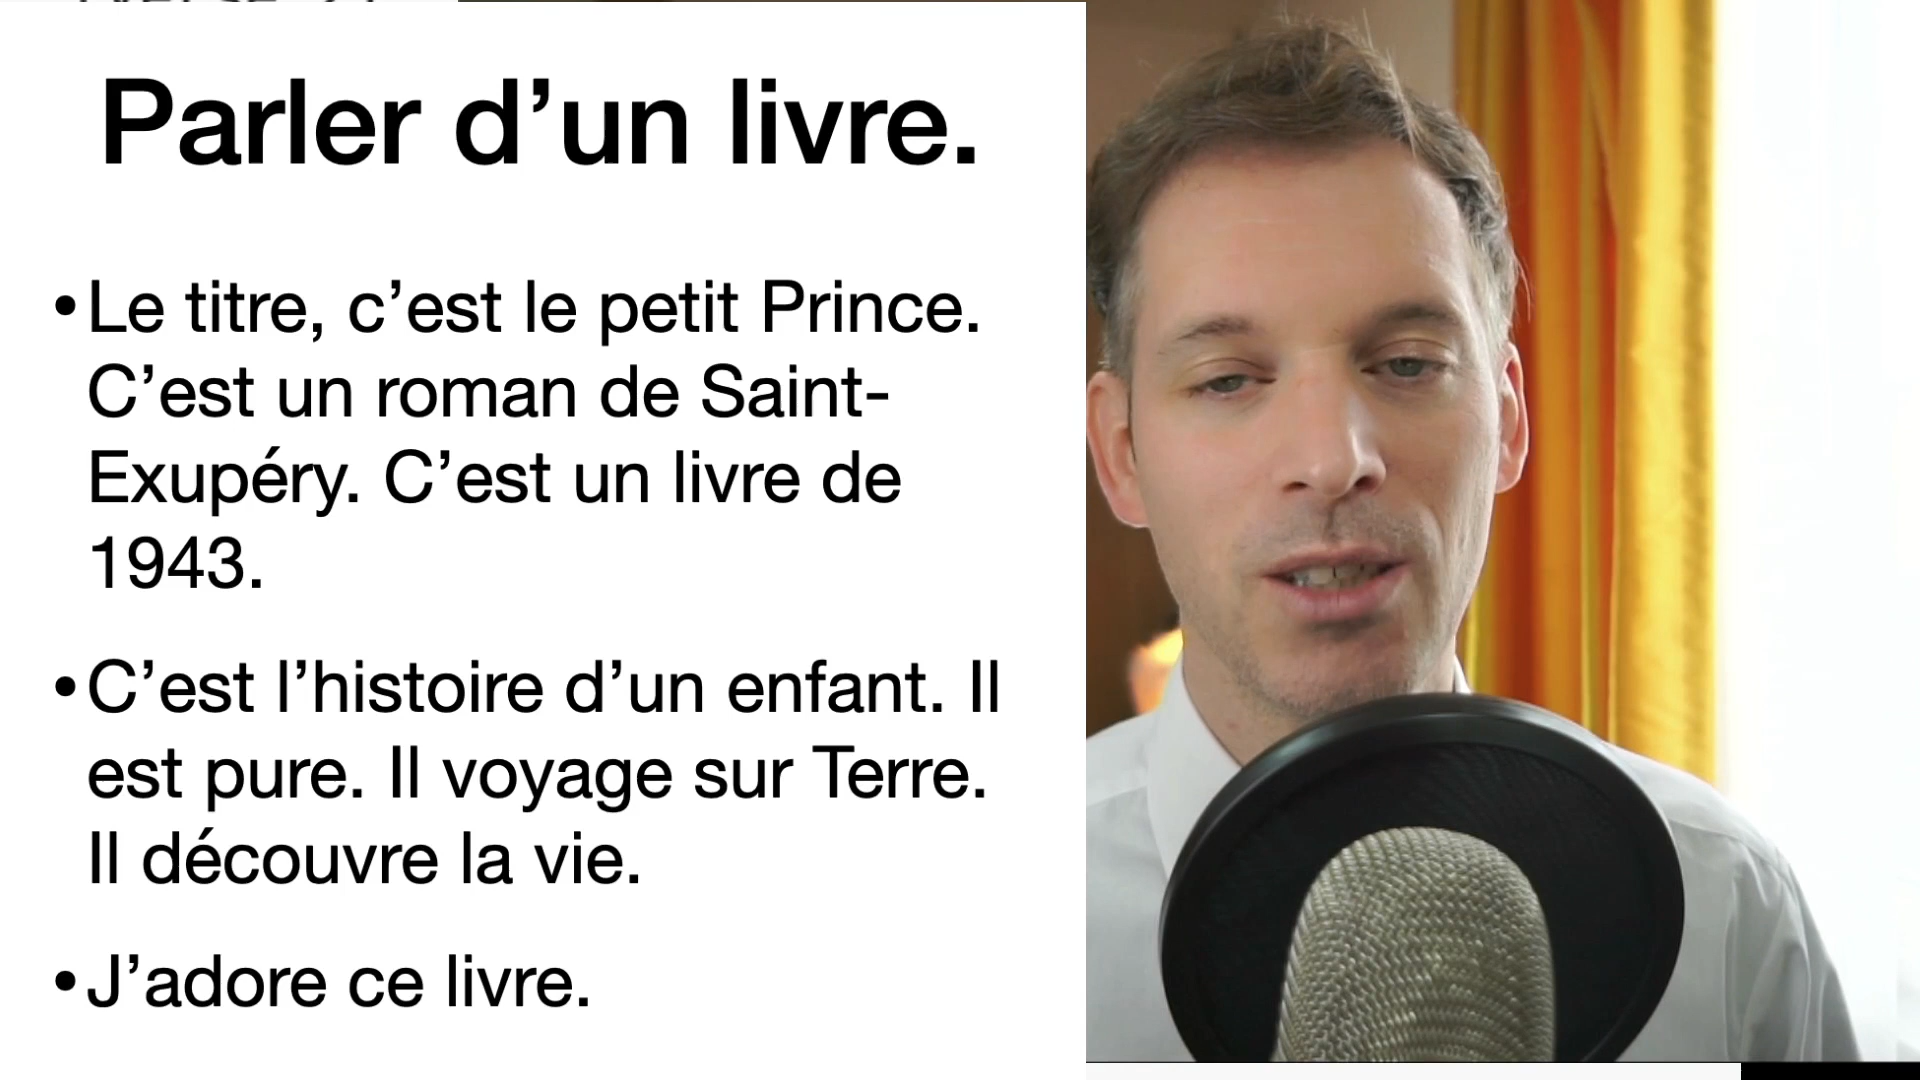 Parler d’un livre.
•Le titre, c’est le petit Prince.
C’est un roman de Saint-
Exupéry. C’est un livre de
1943.
•C’est l’histoire d’un enfant. Il
est pure. Il voyage sur Terre.
Il découvre la vie.
•J’adore ce livre.